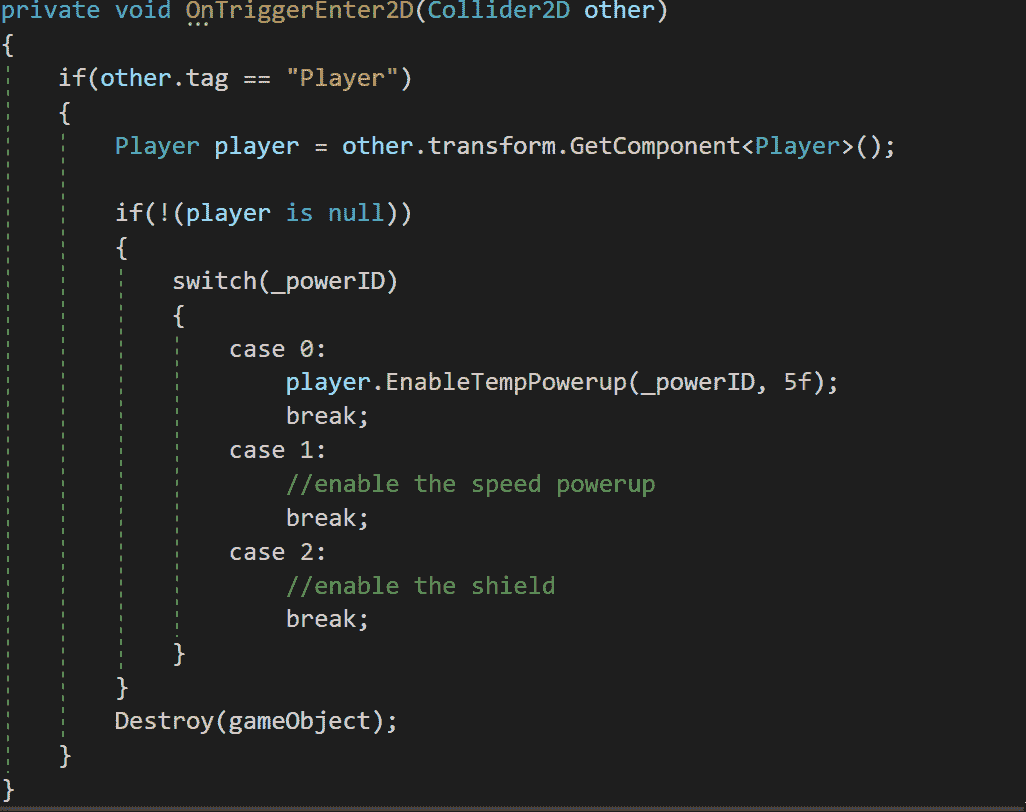 private void OnTriggerEnter2D(Collider2D other)
{
    if(other.tag == "Player")
    {
        Player player = other.transform.GetComponent<Player>();

        if(!(player is null))
        {
            switch(_powerID)
            {
                case 0:
                    player.EnableTempPowerup(_powerID, 5f);
                    break;
                case 1:
                    //enable the speed powerup
                    break;
                case 2:
                    //enable the shield
                    break;
            }
        }
        Destroy(gameObject);
    }
}